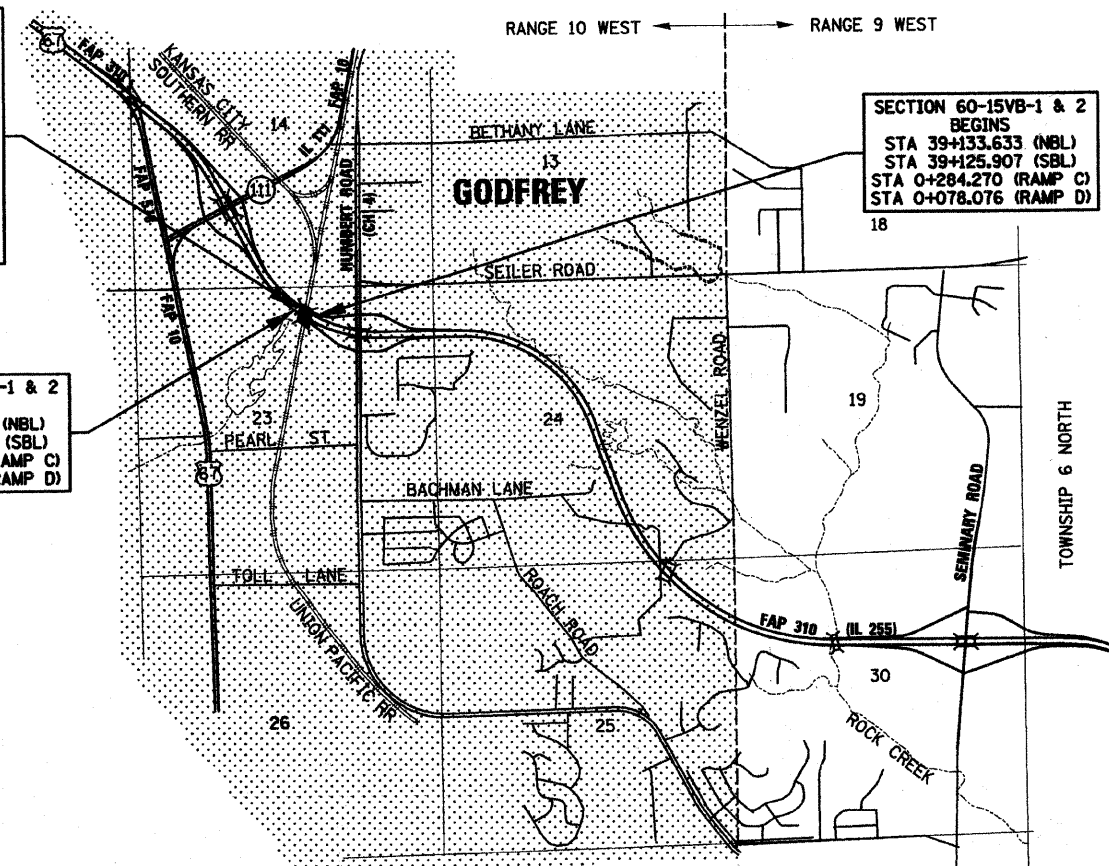 RANGE 10 WEST
RANGE 9 WEST
67
FAP 310
KANSAS CITY
SOUTHERN RR
14
IL 111
FAP 10
111
HUMBERT ROAD
(CH 4)
BETHANY LANE
13
GODFREY
SECTION 60-15VB-1 & 2
BEGINS
STA 39+133.633 (NBL)
STA 39+125.907 (SBL)
STA 0+284.270 (RAMP C)
STA 0+078.076 (RAMP D)
18
SEILER ROAD
FAP 10
-1 & 2
(NBL)
(SBL)
AMP C)
AMP D)
23
PEARL ST
67
24
WENZEL ROAD
19
SEMINARY ROAD
TOWNSHIP 6 NORTH
BACHMAN LANE
TOLL LANE
UNION PACIFIC RR
ROACH ROAD
FAP 310 (IL 255)
30
26
25
ROCK CREEK